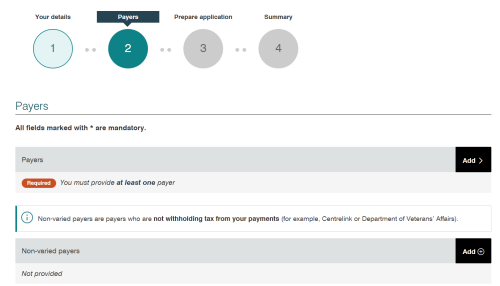 Your details Payers Prepare application Summary
1 2 3 4
Payers
All fields marked with * are mandatory.
Payers Add
Required You must provide at least one payer
Non-varied payers are payers who are not withholding tax from your payments (for example, Centrelink or Department of Veterans' Affairs).
Non-varied payers Add
Not provided